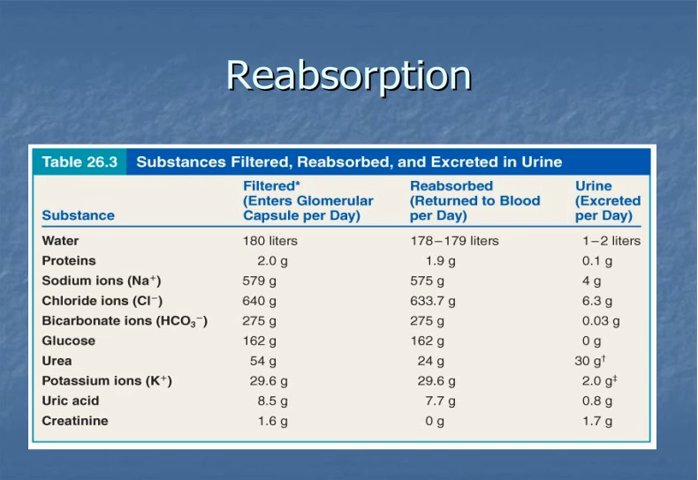 Reabsorption
Table 26.3 Substances Filtered, Reabsorbed, and Excreted in Urine
Substance Filtered* (Enters Glomerular Capsule per Day) Reabsorbed (Returned to Blood per Day) Urine (Excreted per Day)
Water 180 liters 178–179 liters 1–2 liters
Proteins 2.0 g 1.9 g 0.1 g
Sodium ions (Na⁺) 579 g 575 g 4 g
Chloride ions (Cl⁻) 640 g 633.7 g 6.3 g
Bicarbonate ions (HCO₃⁻) 275 g 275 g 0.03 g
Glucose 162 g 162 g 0 g
Urea 54 g 24 g 30 g†
Potassium ions (K⁺) 29.6 g 29.6 g 2.0 g‡
Uric acid 8.5 g 7.7 g 0.8 g
Creatinine 1.6 g 0 g 1.7 g